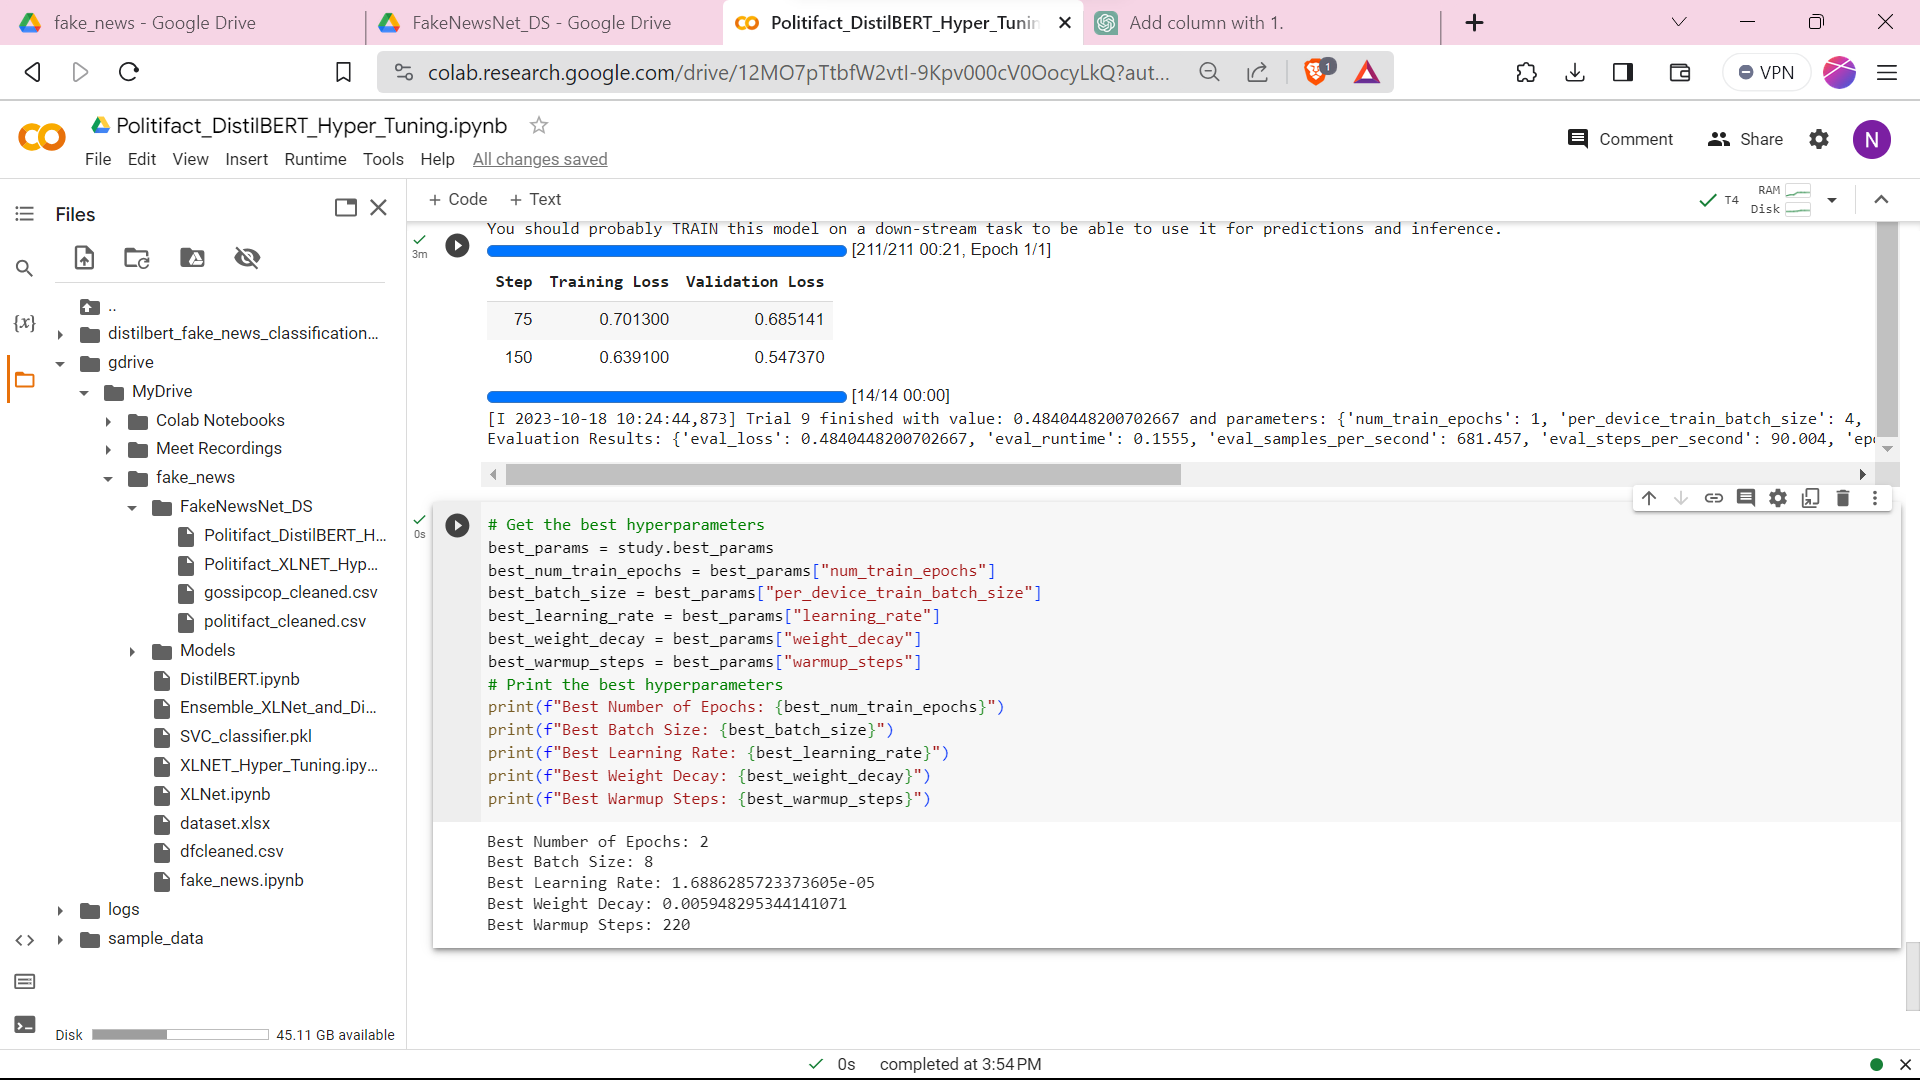 fake_news - Google Drive
FakeNewsNet_DS - Google Drive
Politifact_DistilBERT_Hyper_Tunin
Add column with 1.
colab.research.google.com/drive/12MO7pTtbfW2vtI-9Kpv000cV0OocyLkQ?aut...
1
VPN
Politifact_DistilBERT_Hyper_Tuning.ipynb
File Edit View Insert Runtime Tools Help All changes saved
Comment
Share
N
Files
+ Code + Text
T4
RAM
Disk
..
distilbert_fake_news_classification...
gdrive
MyDrive
Colab Notebooks
Meet Recordings
fake_news
FakeNewsNet_DS
Politifact_DistilBERT_H...
Politifact_XLNET_Hyp...
gossipcop_cleaned.csv
politifact_cleaned.csv
Models
DistilBERT.ipynb
Ensemble_XLNet_and_Di...
SVC_classifier.pkl
XLNET_Hyper_Tuning.ipy...
XLNet.ipynb
dataset.xlsx
dfcleaned.csv
fake_news.ipynb
logs
sample_data
Disk 45.11 GB available
{x}
3m
You should probably TRAIN this model on a down-stream task to be able to use it for predictions and inference.
[211/211 00:21, Epoch 1/1]
Step Training Loss Validation Loss
75 0.701300 0.685141
150 0.639100 0.547370
[14/14 00:00]
[I 2023-10-18 10:24:44,873] Trial 9 finished with value: 0.4840448200702667 and parameters: {'num_train_epochs': 1, 'per_device_train_batch_size': 4,
Evaluation Results: {'eval_loss': 0.4840448200702667, 'eval_runtime': 0.1555, 'eval_samples_per_second': 681.457, 'eval_steps_per_second': 90.004, 'ep
0s
# Get the best hyperparameters
best_params = study.best_params
best_num_train_epochs = best_params["num_train_epochs"]
best_batch_size = best_params["per_device_train_batch_size"]
best_learning_rate = best_params["learning_rate"]
best_weight_decay = best_params["weight_decay"]
best_warmup_steps = best_params["warmup_steps"]
# Print the best hyperparameters
print(f"Best Number of Epochs: {best_num_train_epochs}")
print(f"Best Batch Size: {best_batch_size}")
print(f"Best Learning Rate: {best_learning_rate}")
print(f"Best Weight Decay: {best_weight_decay}")
print(f"Best Warmup Steps: {best_warmup_steps}")
Best Number of Epochs: 2
Best Batch Size: 8
Best Learning Rate: 1.6886285723373605e-05
Best Weight Decay: 0.005948295344141071
Best Warmup Steps: 220
0s completed at 3:54 PM